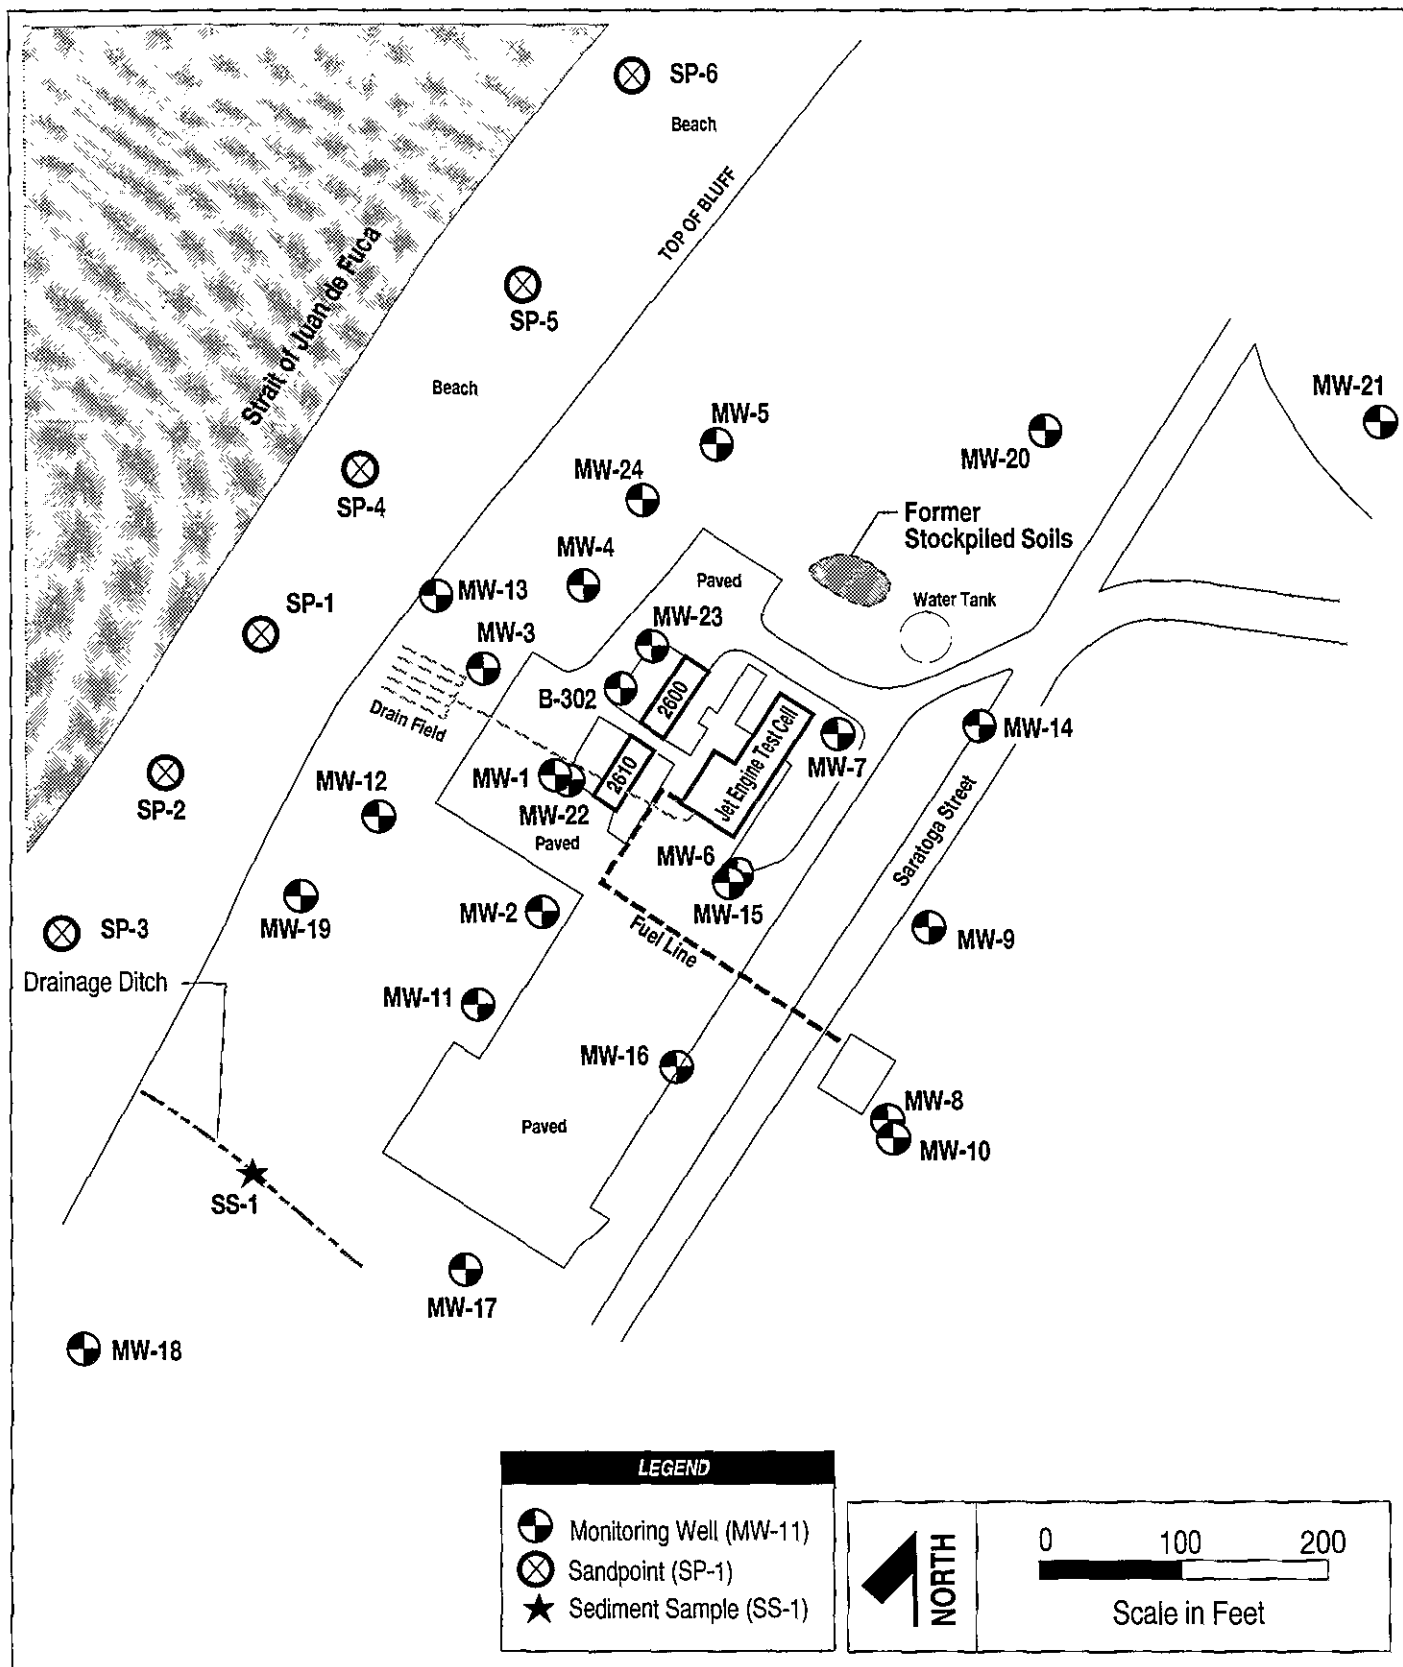 SP-6
Beach
TOP OF BLUFF
Strait of Juan de Fuca
SP-5
Beach
MW-21
MW-5
MW-20
MW-24
SP-4
Former
Stockpiled Soils
MW-4
Paved
MW-13
Water Tank
SP-1
MW-23
MW-3
B-302
2600
Drain Field
Jet Engine Test Cell
MW-14
MW-7
MW-1
2610
MW-12
SP-2
MW-22
Paved
Saratoga Street
MW-6
MW-15
MW-2
MW-19
SP-3
Fuel Line
MW-9
Drainage Ditch
MW-11
MW-16
MW-8
Paved
MW-10
SS-1
MW-17
MW-18
LEGEND
Monitoring Well (MW-11)
Sandpoint (SP-1)
Sediment Sample (SS-1)
NORTH
0 100 200
Scale in Feet